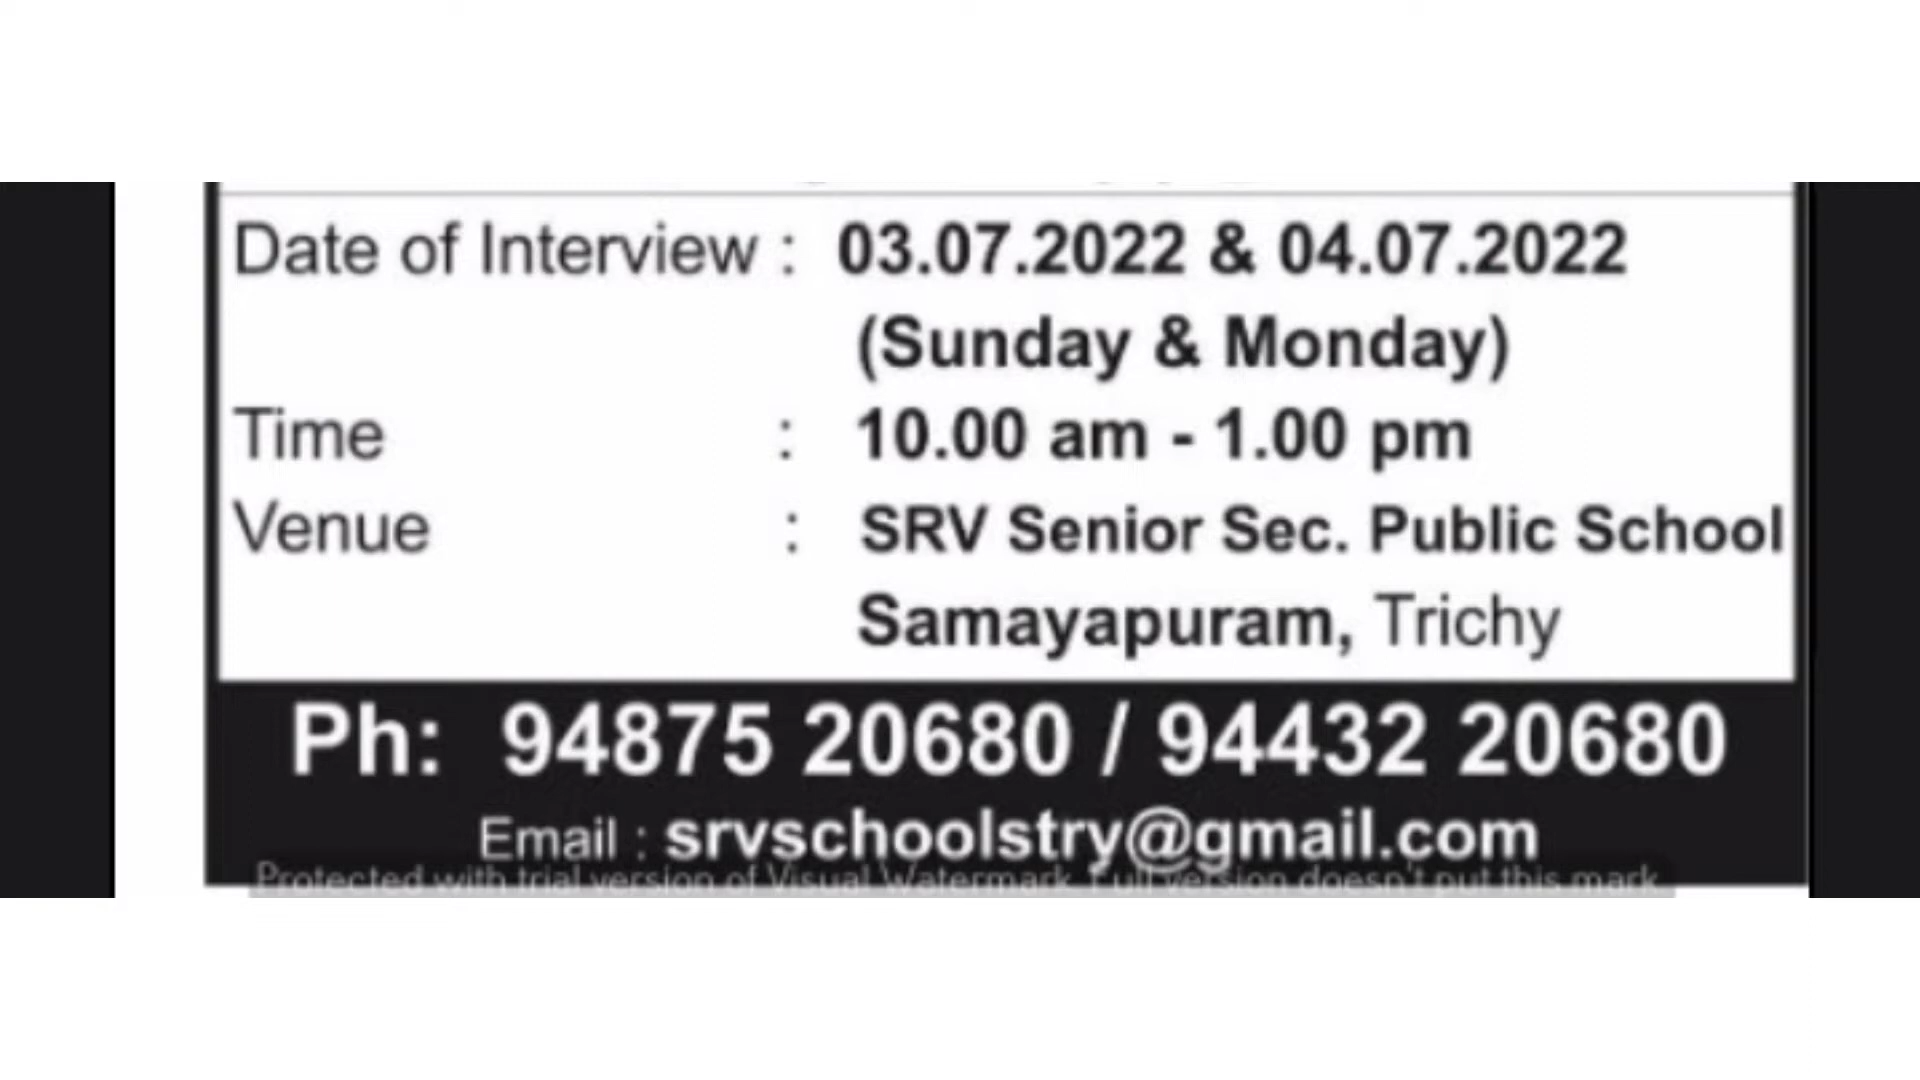 Date of Interview : 03.07.2022 & 04.07.2022
(Sunday & Monday)
Time : 10.00 am - 1.00 pm
Venue : SRV Senior Sec. Public School
Samayapuram, Trichy
Ph: 94875 20680 / 94432 20680
Email : srvschoolstry@gmail.com
Protected with trial version of Visual Watermark. Full version doesn't put this mark.